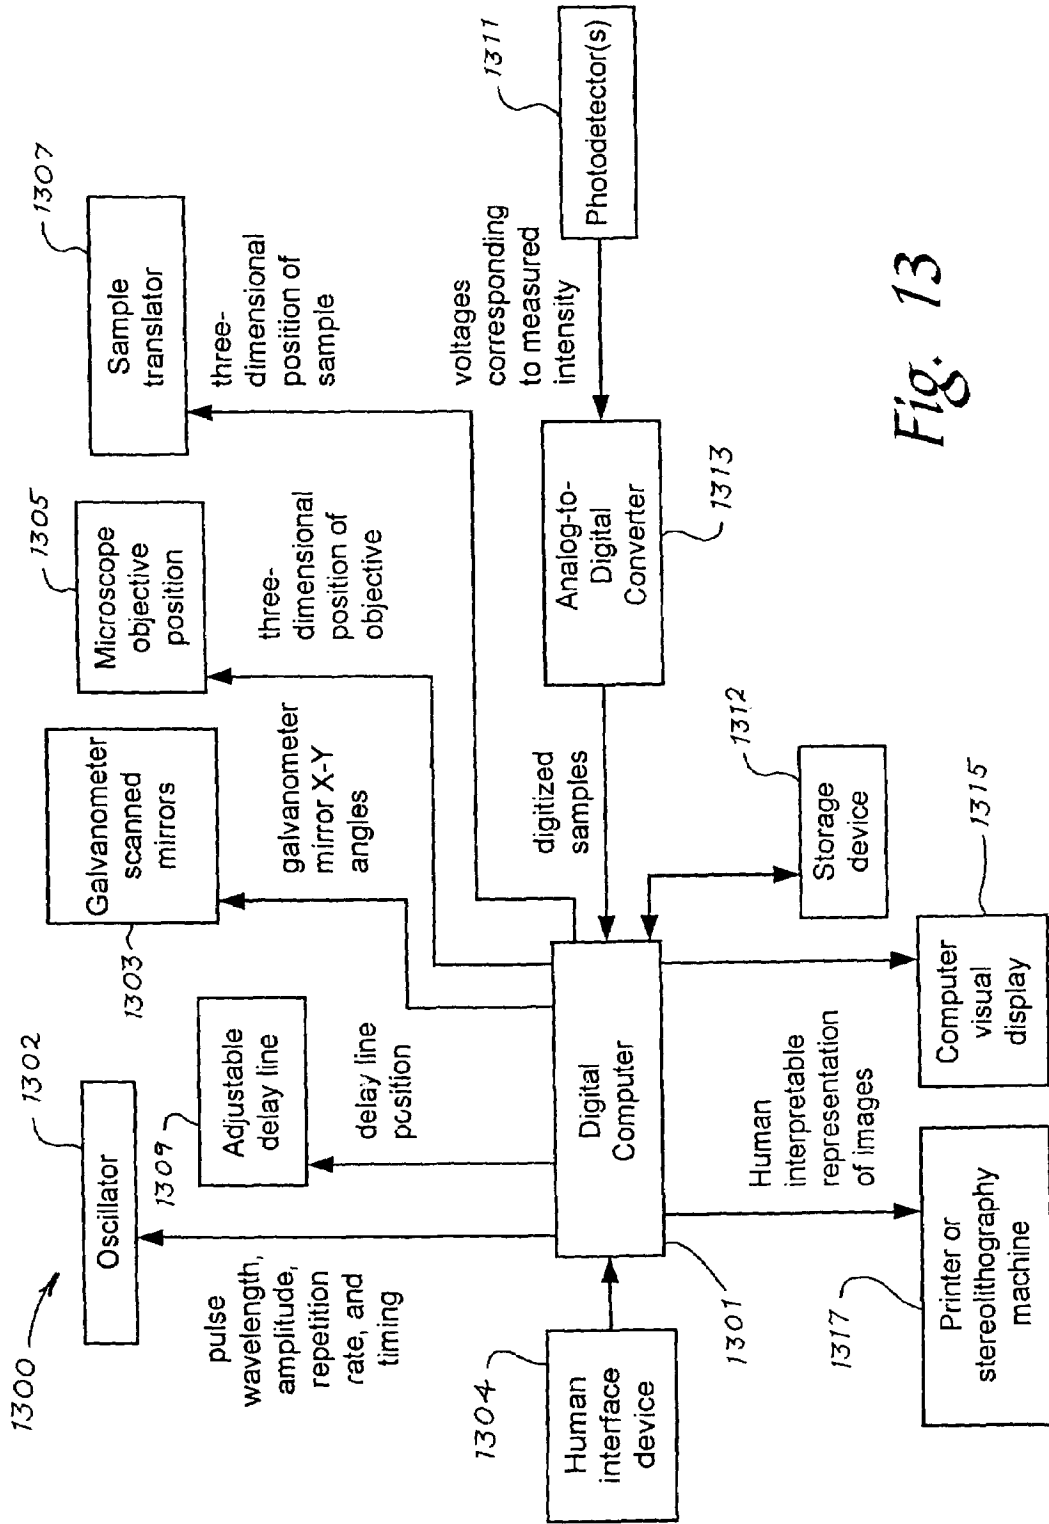 1300
1302
Oscillator
pulse
wavelength,
amplitude,
repetition
rate, and
timing
1309
Adjustable
delay line
delay line
position
1303
Galvanometer
scanned
mirrors
galvanometer
mirror X-Y
angles
1305
Microscope
objective
position
three-
dimensional
position of
objective
1307
Sample
translator
three-
dimensional
position of
sample
1304
Human
interface
device
1301
Digital
Computer
digitized
samples
Analog-to-
Digital
Converter
1313
voltages
corresponding
to measured
intensity
1311
Photodetector(s)
1312
Storage
device
1317
Printer or
stereolithography
machine
Human
interpretable
representation
of images
Computer
visual
display
1315
Fig. 13